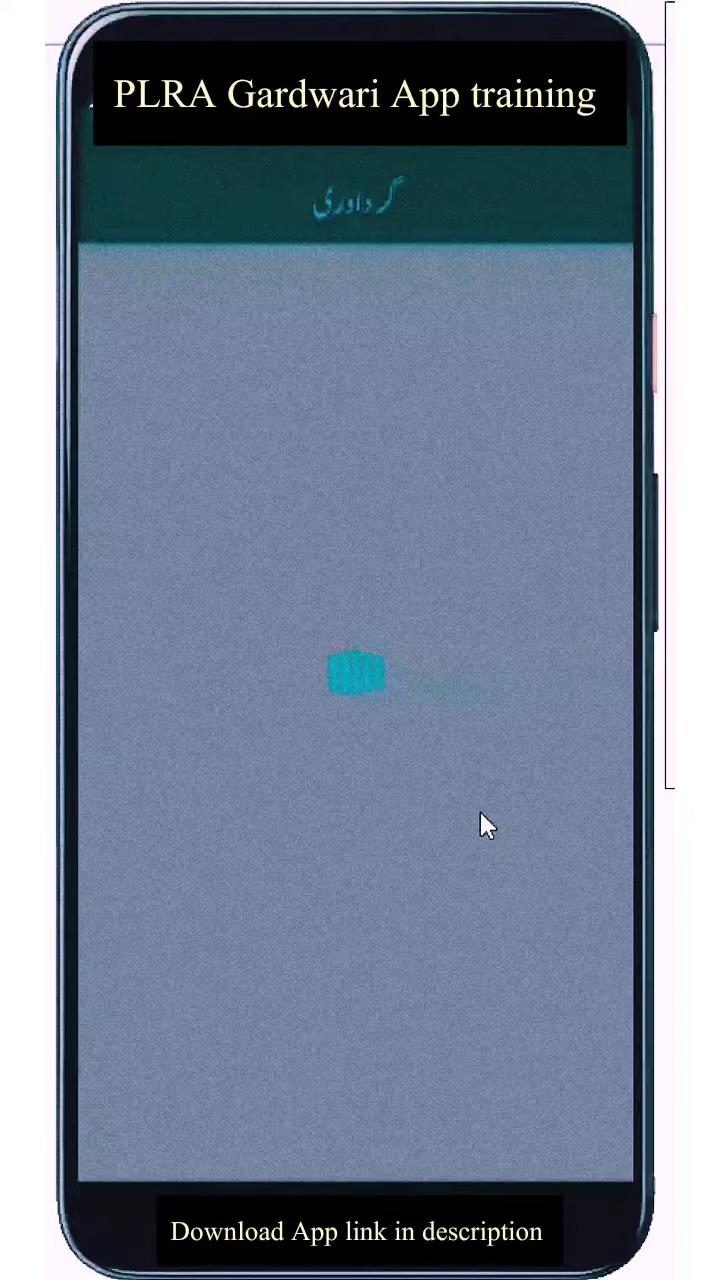 PLRA Gardwari App training
گرداوری
Download App link in description